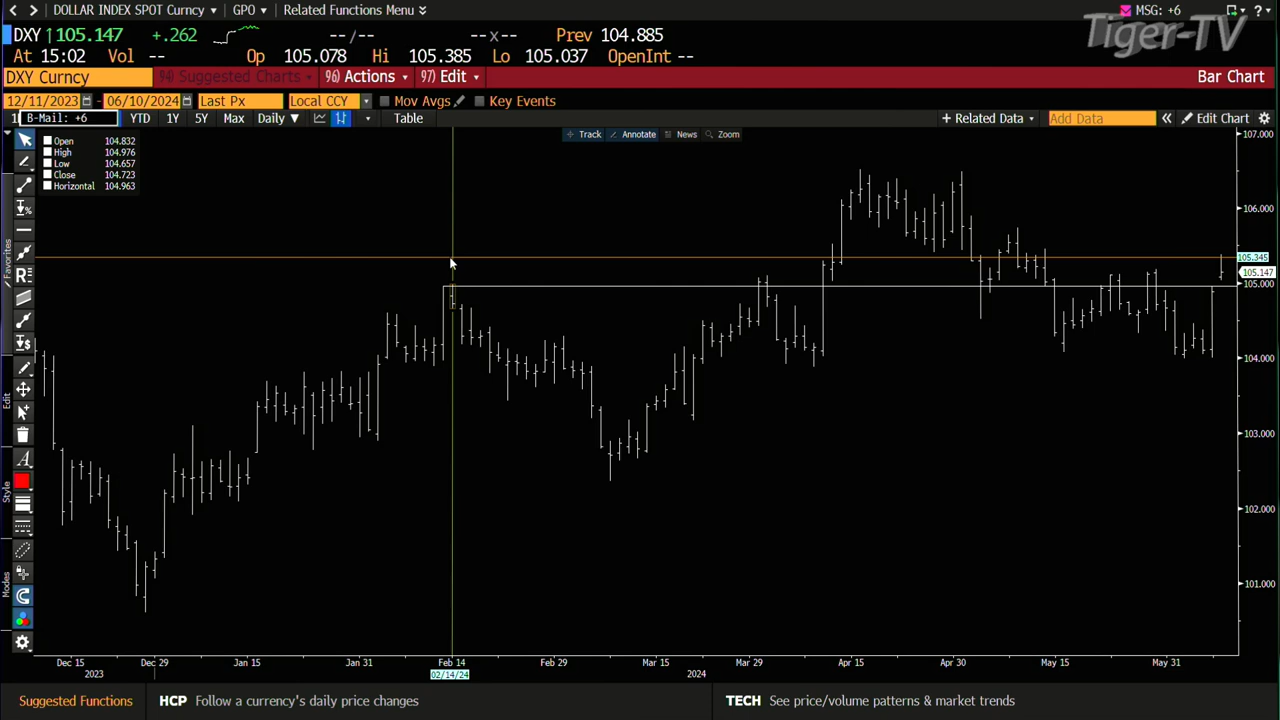 DOLLAR INDEX SPOT Curncy GPO Related Functions Menu MSG: +6
Tiger-TV
DXY ↑105.147 +.262 -- /-- -- x -- Prev 104.885
At 15:02 Vol -- Op 105.078 Hi 105.385 Lo 105.037 OpenInt --
DXY Curncy 94) Suggested Charts 96) Actions 97) Edit Bar Chart
12/11/2023 - 06/10/2024 Last Px Local CCY Mov Avgs Key Events
B-Mail: +6 YTD 1Y 5Y Max Daily ▼ Table + Related Data Add Data « Edit Chart
Track Annotate News Zoom
Open 104.832
High 104.976
Low 104.657
Close 104.723
Horizontal 104.963
107.000
106.000
105.345
105.147
105.000
104.000
103.000
102.000
101.000
Favorites
Edit
Style
Modes
Dec 15 Dec 29 Jan 15 Jan 31 Feb 14 Feb 29 Mar 15 Mar 29 Apr 15 Apr 30 May 15 May 31
2023 02/14/24 2024
Suggested Functions HCP Follow a currency's daily price changes TECH See price/volume patterns & market trends